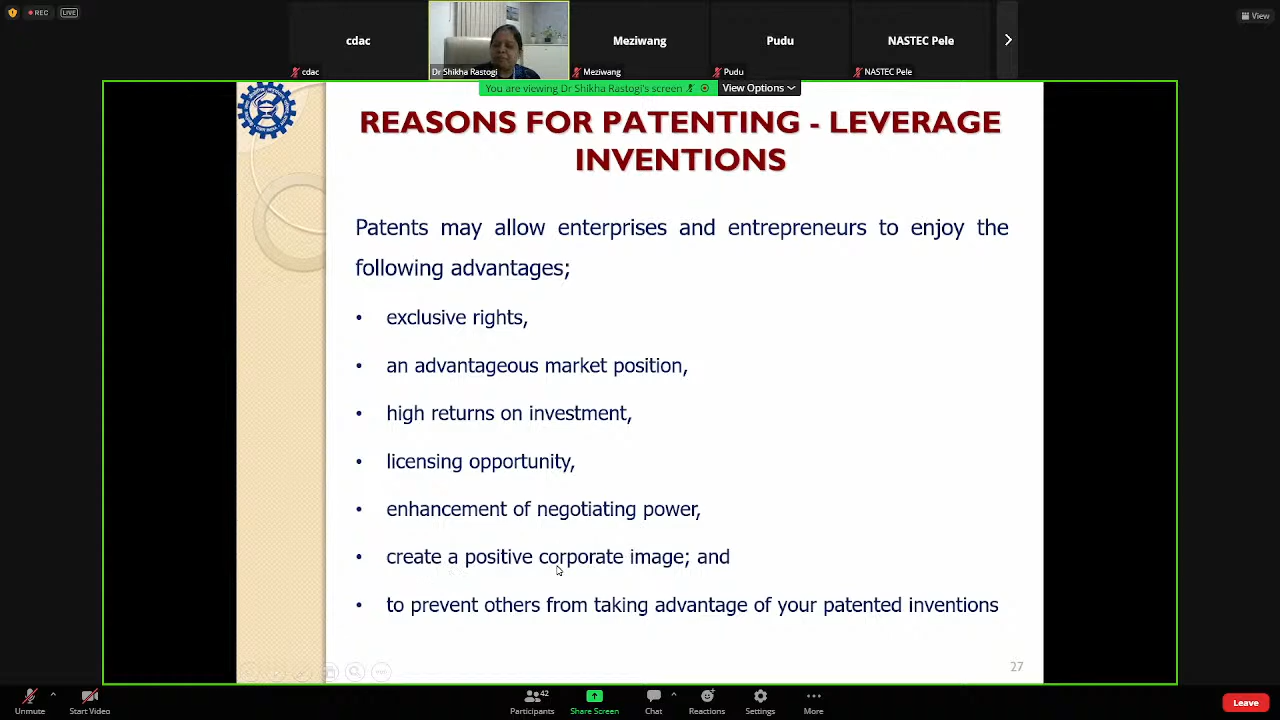 REC
LIVE
View
cdac
Meziwang
Pudu
NASTEC Pele
cdac
Dr Shikha Rastogi
Meziwang
Pudu
NASTEC Pele
You are viewing Dr Shikha Rastogi's screen
View Options
REASONS FOR PATENTING - LEVERAGE
INVENTIONS
Patents may allow enterprises and entrepreneurs to enjoy the
following advantages;
• exclusive rights,
• an advantageous market position,
• high returns on investment,
• licensing opportunity,
• enhancement of negotiating power,
• create a positive corporate image; and
• to prevent others from taking advantage of your patented inventions
27
Unmute
Start Video
42
Participants
Share Screen
Chat
Reactions
Settings
More
Leave